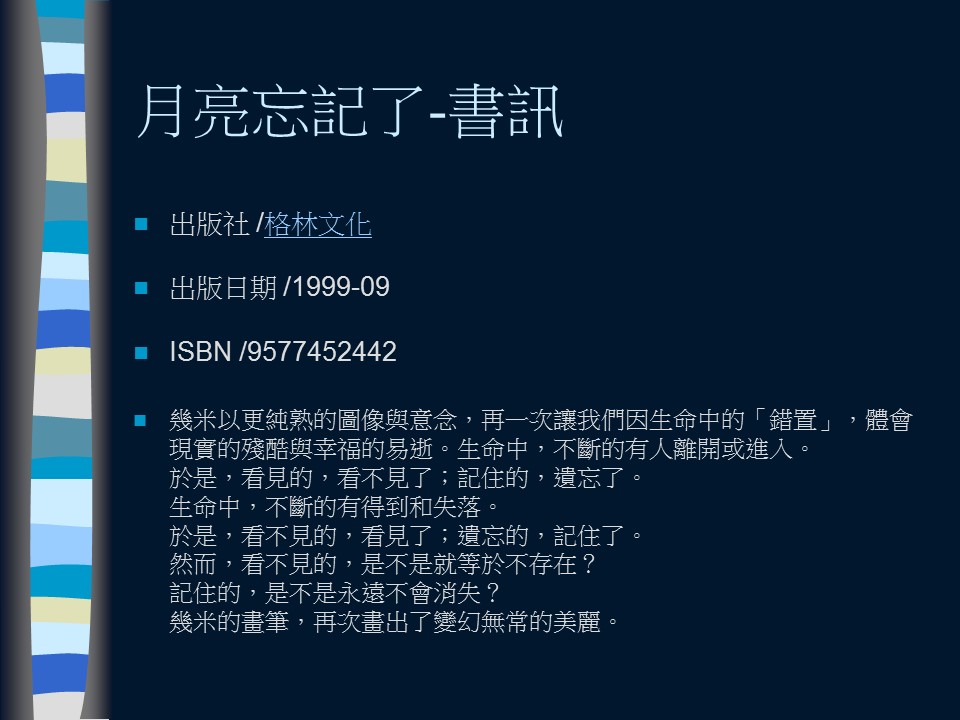 月亮忘記了-書訊
出版社 /格林文化
出版日期 /1999-09
ISBN /9577452442
幾米以更純熟的圖像與意念，再一次讓我們因生命中的「錯置」，體會
現實的殘酷與幸福的易逝。生命中，不斷的有人離開或進入。
於是，看見的，看不見了；記住的，遺忘了。
生命中，不斷的有得到和失落。
於是，看不見的，看見了；遺忘的，記住了。
然而，看不見的，是不是就等於不存在？
記住的，是不是永遠不會消失？
幾米的畫筆，再次畫出了變幻無常的美麗。